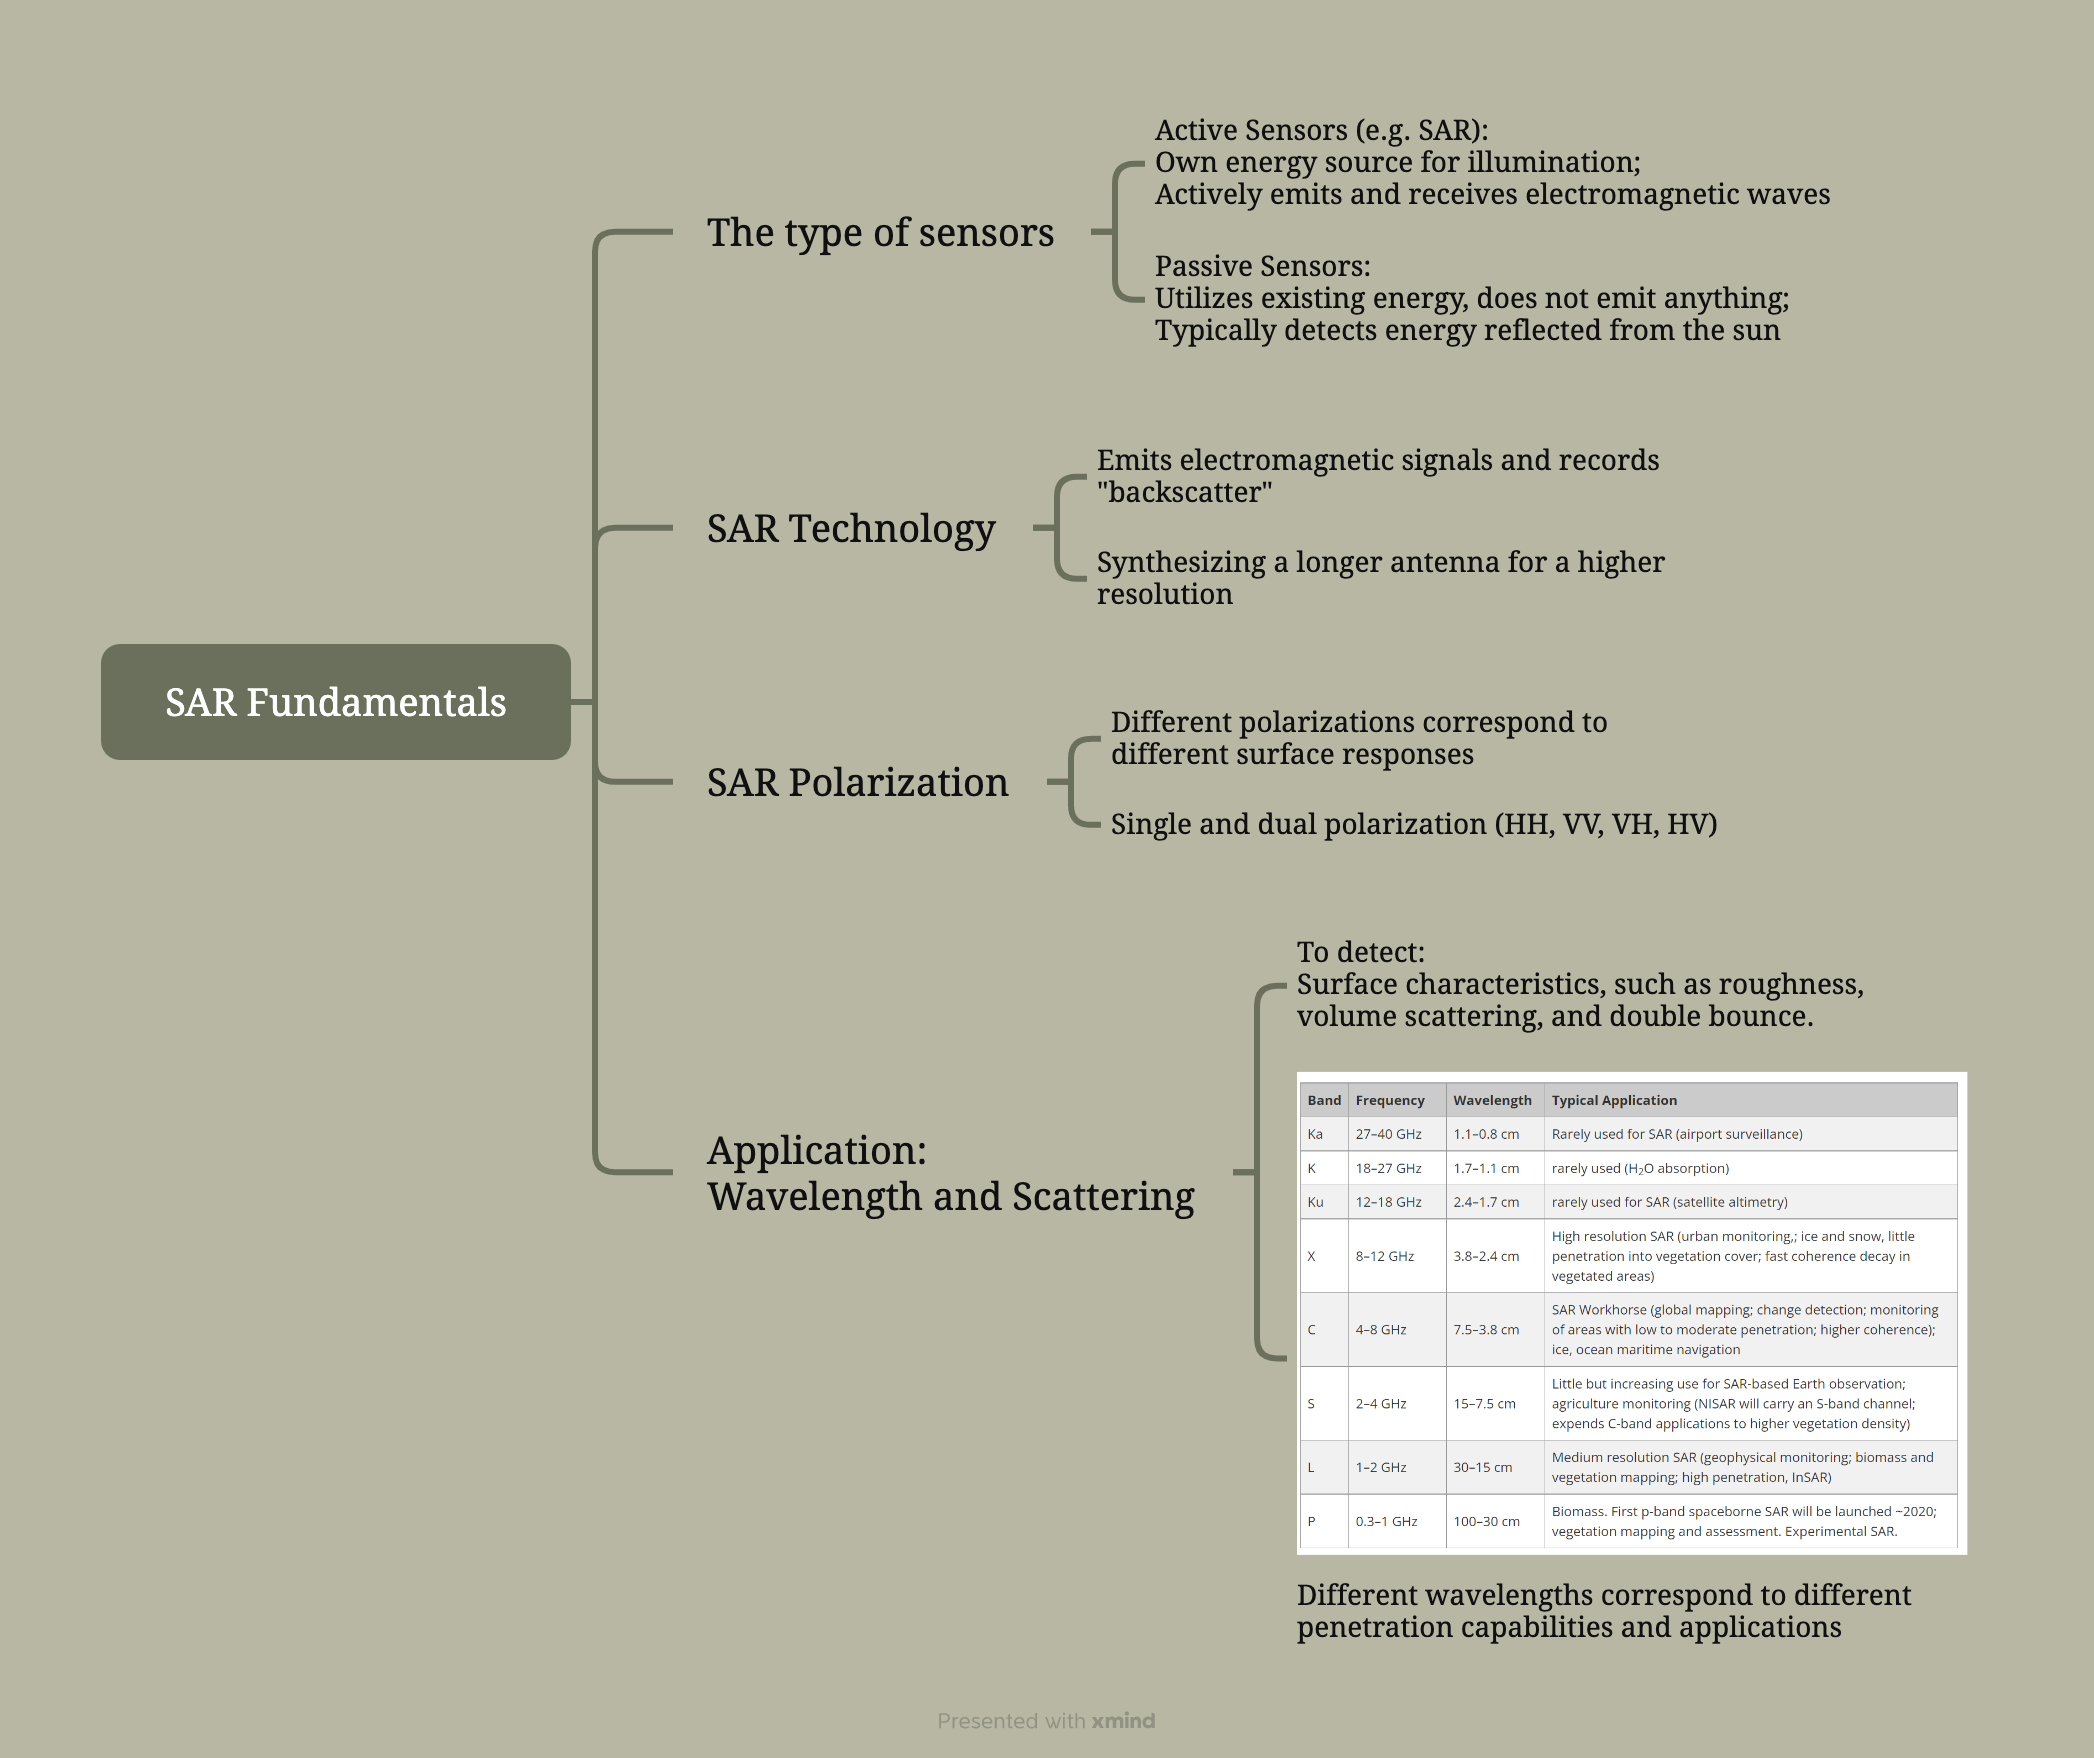 SAR Fundamentals
The type of sensors
Active Sensors (e.g. SAR):
Own energy source for illumination;
Actively emits and receives electromagnetic waves
Passive Sensors:
Utilizes existing energy, does not emit anything;
Typically detects energy reflected from the sun
SAR Technology
Emits electromagnetic signals and records
"backscatter"
Synthesizing a longer antenna for a higher
resolution
SAR Polarization
Different polarizations correspond to
different surface responses
Single and dual polarization (HH, VV, VH, HV)
Application:
Wavelength and Scattering
To detect:
Surface characteristics, such as roughness,
volume scattering, and double bounce.
Band Frequency Wavelength Typical Application
Ka 27–40 GHz 1.1–0.8 cm Rarely used for SAR (airport surveillance)
K 18–27 GHz 1.7–1.1 cm rarely used (H₂O absorption)
Ku 12–18 GHz 2.4–1.7 cm rarely used for SAR (satellite altimetry)
X 8–12 GHz 3.8–2.4 cm High resolution SAR (urban monitoring,; ice and snow, little
penetration into vegetation cover; fast coherence decay in
vegetated areas)
C 4–8 GHz 7.5–3.8 cm SAR Workhorse (global mapping; change detection; monitoring
of areas with low to moderate penetration; higher coherence);
ice, ocean maritime navigation
S 2–4 GHz 15–7.5 cm Little but increasing use for SAR-based Earth observation;
agriculture monitoring (NISAR will carry an S-band channel;
expends C-band applications to higher vegetation density)
L 1–2 GHz 30–15 cm Medium resolution SAR (geophysical monitoring; biomass and
vegetation mapping; high penetration, InSAR)
P 0.3–1 GHz 100–30 cm Biomass. First p-band spaceborne SAR will be launched ~2020;
vegetation mapping and assessment. Experimental SAR.
Different wavelengths correspond to different
penetration capabilities and applications
Presented with xmind